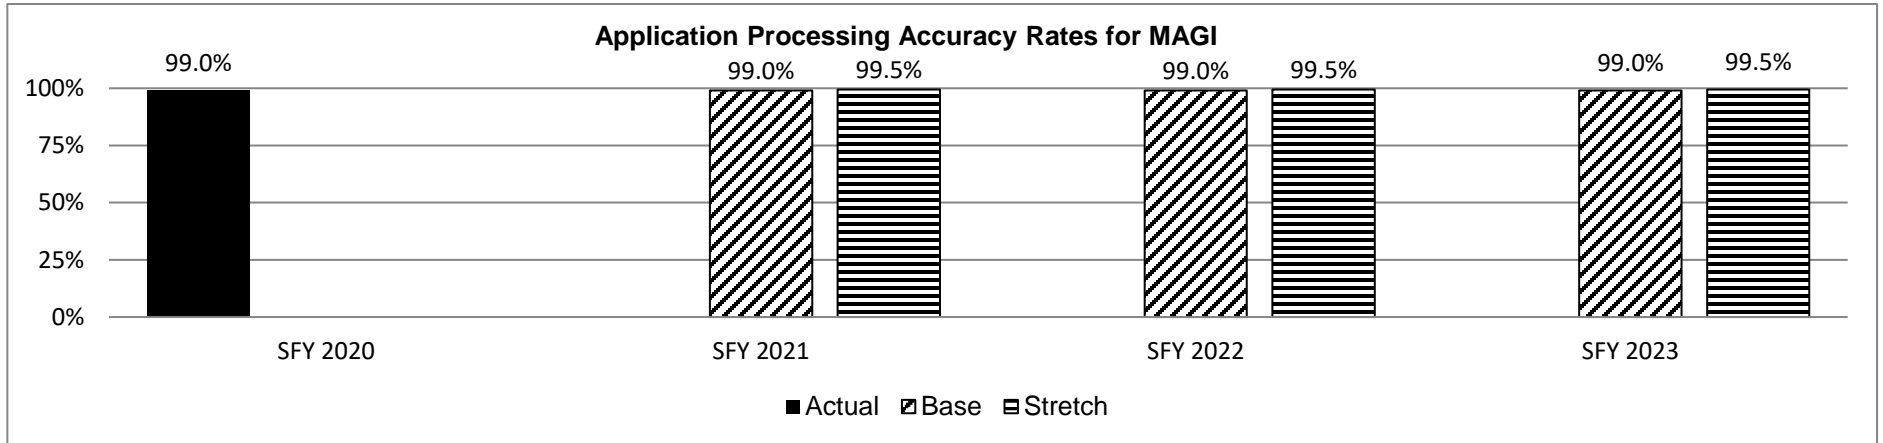 Application Processing Accuracy Rates for MAGI
99.0% 99.0% 99.5% 99.0% 99.5% 99.0% 99.5%
100%
75%
50%
25%
0%
SFY 2020 SFY 2021 SFY 2022 SFY 2023
Actual Base Stretch